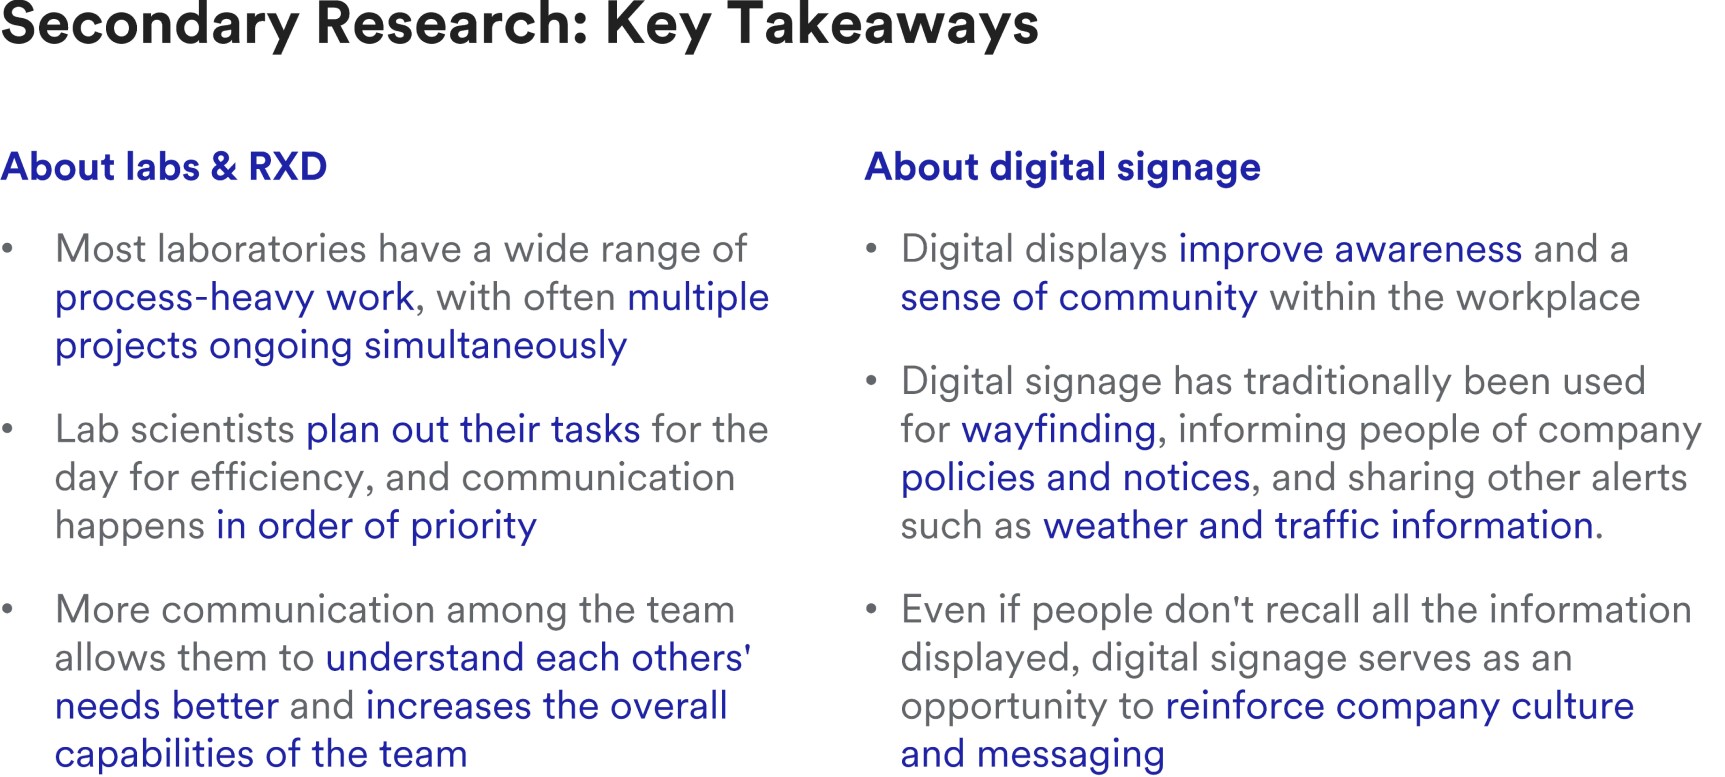 Secondary Research: Key Takeaways
About labs & RXD
• Most laboratories have a wide range of
process-heavy work, with often multiple
projects ongoing simultaneously
• Lab scientists plan out their tasks for the
day for efficiency, and communication
happens in order of priority
• More communication among the team
allows them to understand each others'
needs better and increases the overall
capabilities of the team
About digital signage
• Digital displays improve awareness and a
sense of community within the workplace
• Digital signage has traditionally been used
for wayfinding, informing people of company
policies and notices, and sharing other alerts
such as weather and traffic information.
• Even if people don't recall all the information
displayed, digital signage serves as an
opportunity to reinforce company culture
and messaging